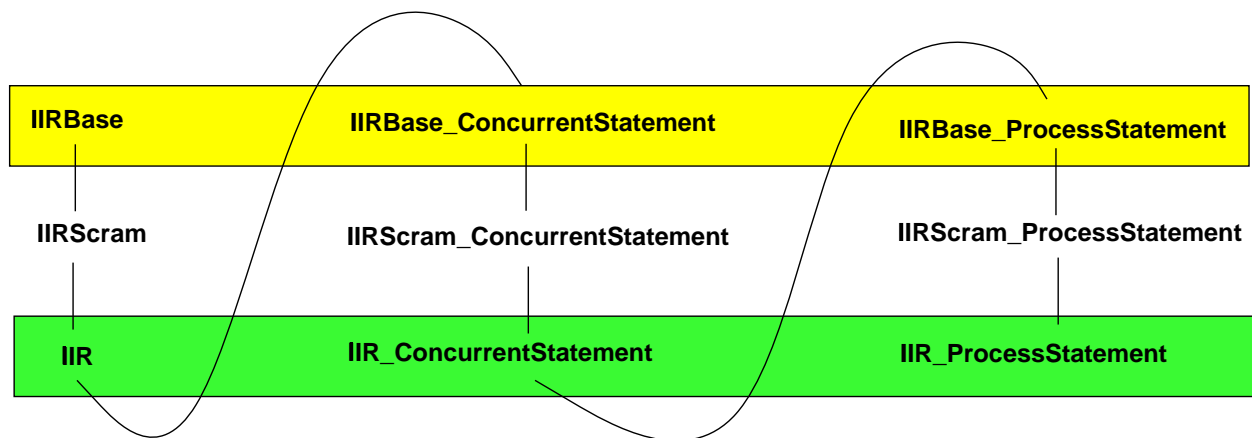 IIRBase
IIRBase_ConcurrentStatement
IIRBase_ProcessStatement
IIRScram
IIRScram_ConcurrentStatement
IIRScram_ProcessStatement
IIR
IIR_ConcurrentStatement
IIR_ProcessStatement